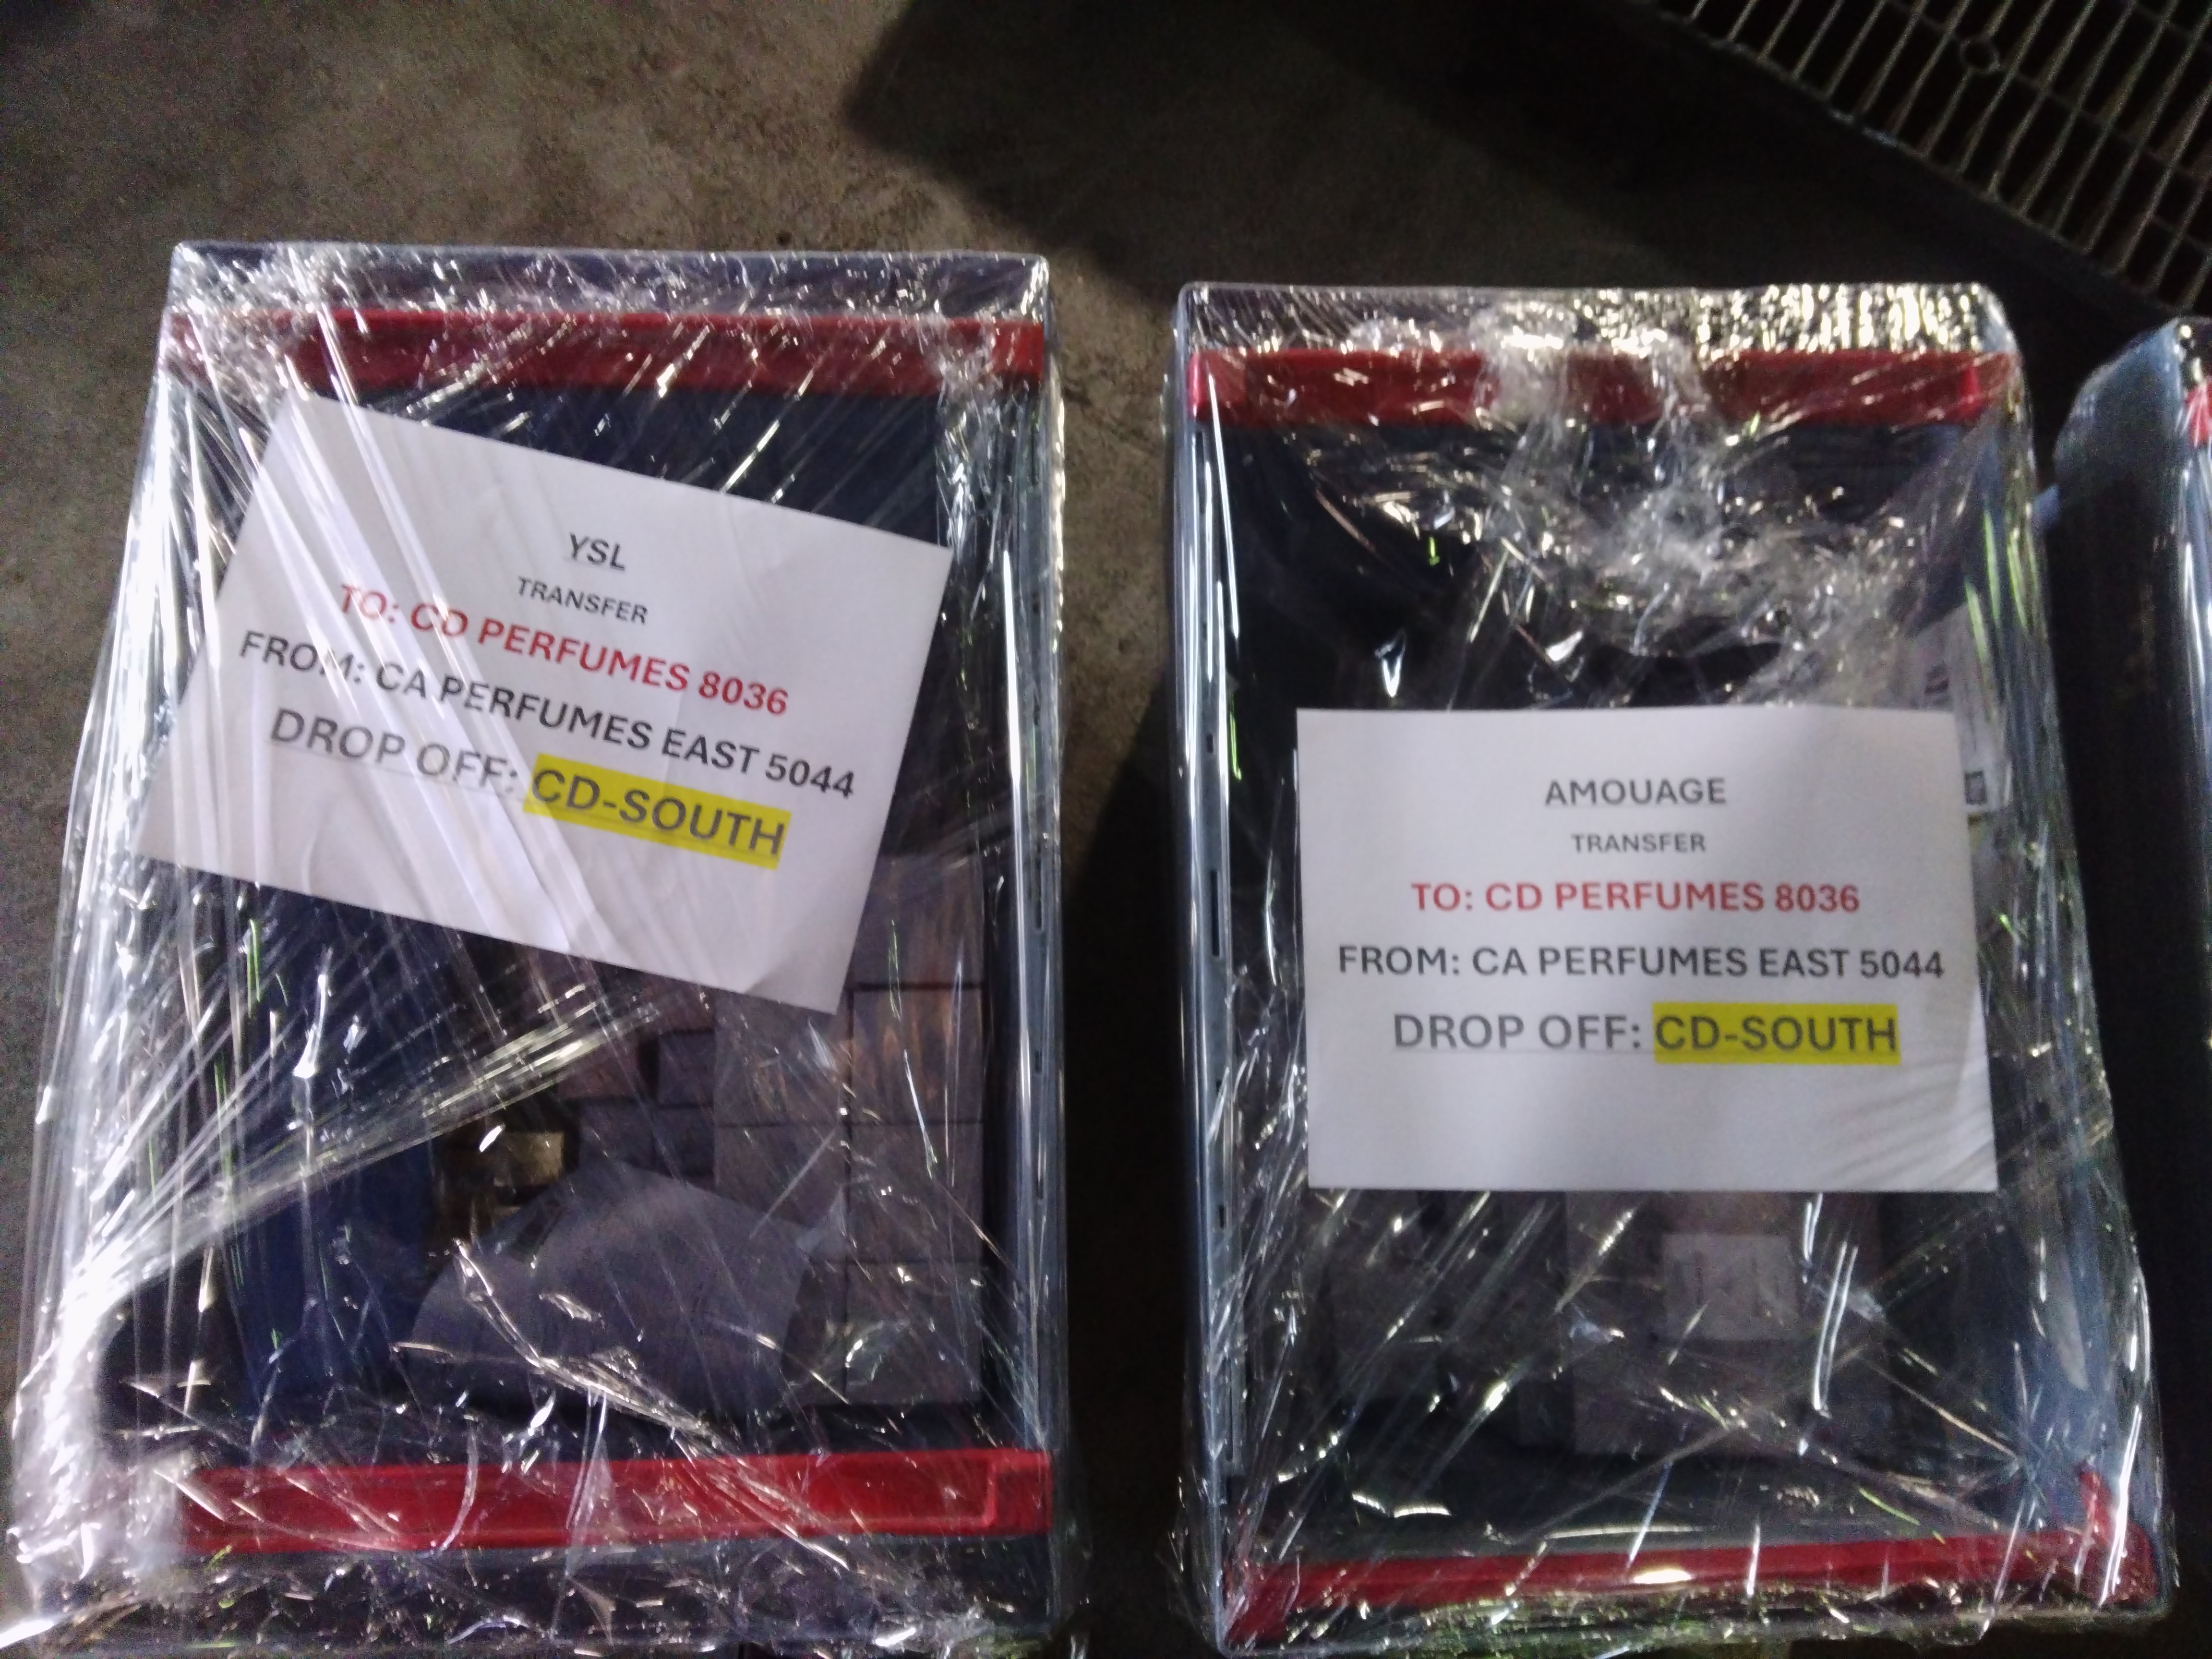 YSL
TRANSFER
TO: CD PERFUMES 8036
FROM: CA PERFUMES EAST 5044
DROP OFF: CD-SOUTH
AMOUAGE
TRANSFER
TO: CD PERFUMES 8036
FROM: CA PERFUMES EAST 5044
DROP OFF: CD-SOUTH